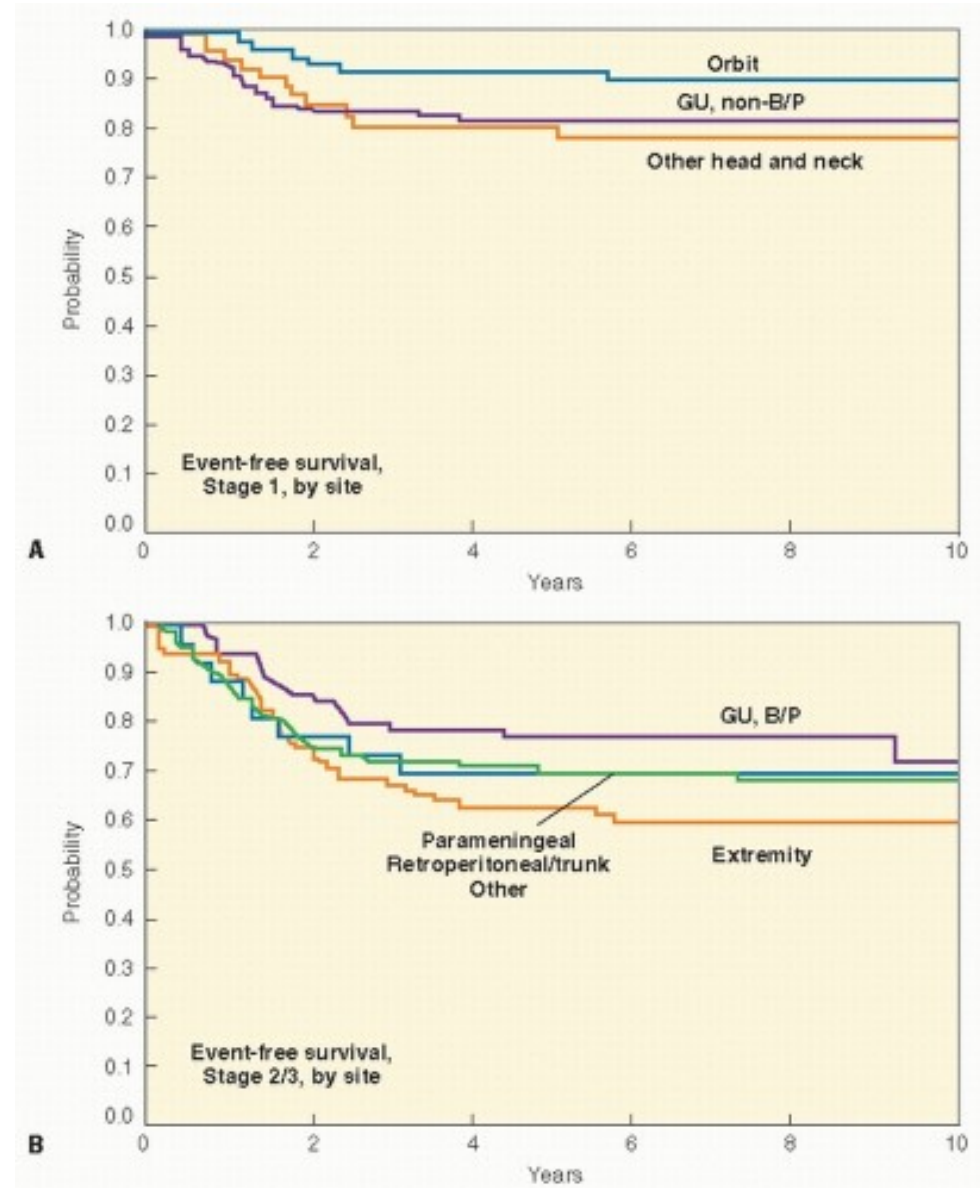 1.0
0.9
0.8
0.7
0.6
0.5
0.4
0.3
0.2
0.1
0.0
Probability
Orbit
GU, non-B/P
Other head and neck
Event-free survival,
Stage 1, by site
A
0 2 4 6 8 10
Years
1.0
0.9
0.8
0.7
0.6
0.5
0.4
0.3
0.2
0.1
0.0
Probability
GU, B/P
Parameningeal
Retroperitoneal/trunk
Other
Extremity
Event-free survival,
Stage 2/3, by site
B
0 2 4 6 8 10
Years